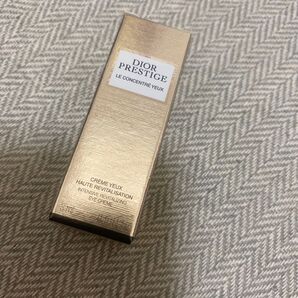 DIOR
PRESTIGE
LE CONCENTRÉ YEUX
CRÈME YEUX
HAUTE REVITALISATION
INTENSIVE REVITALIZING
EYE CREME